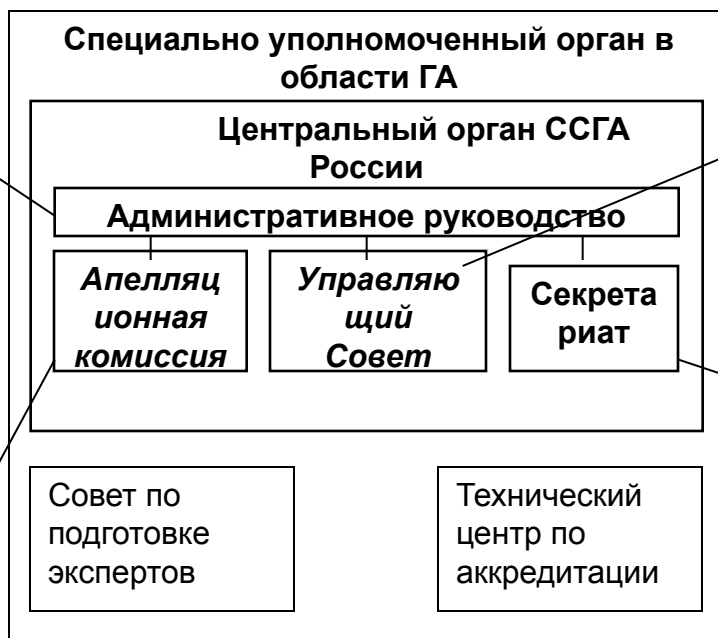 Специально уполномоченный орган в
области ГА
Центральный орган ССГА
России
Административное руководство
Апелляц
ионная
комиссия
Управляю
щий
Совет
Секрета
риат
Совет по
подготовке
экспертов
Технический
центр по
аккредитации